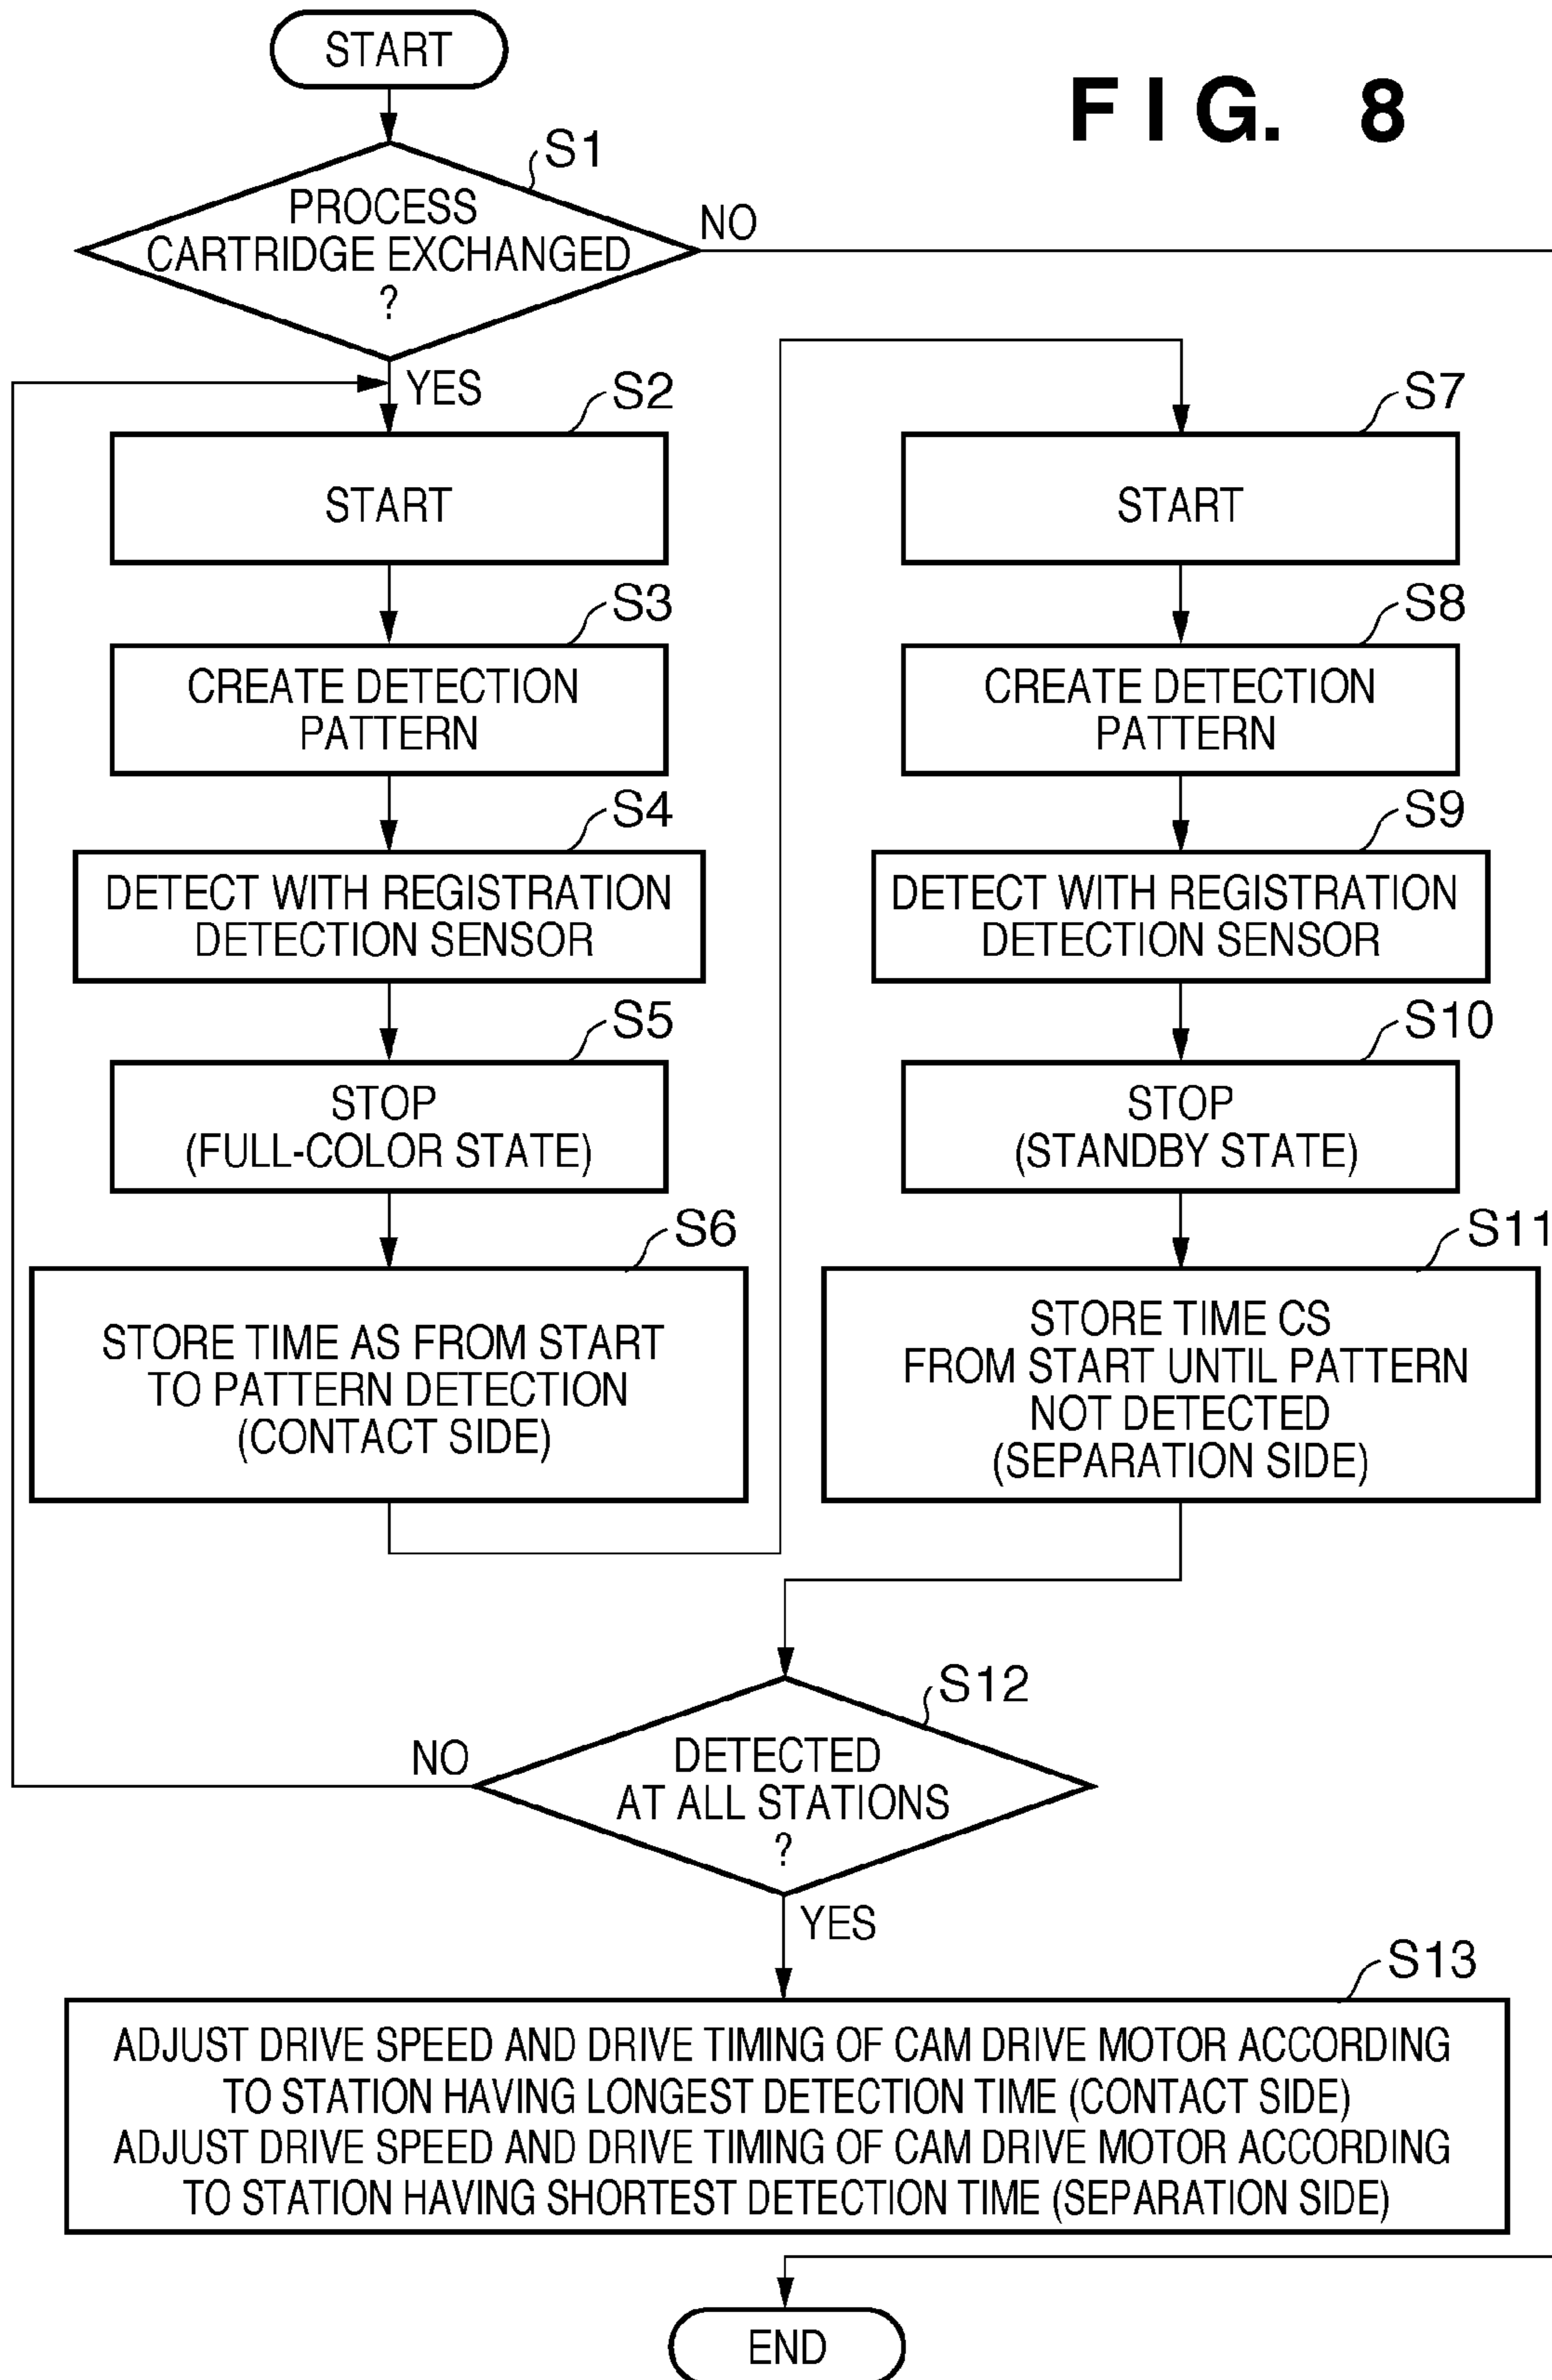 START
FIG. 8
S1
PROCESS
CARTRIDGE EXCHANGED
?
NO
YES
S2
START
S3
CREATE DETECTION
PATTERN
S4
DETECT WITH REGISTRATION
DETECTION SENSOR
S5
STOP
(FULL-COLOR STATE)
S6
STORE TIME AS FROM START
TO PATTERN DETECTION
(CONTACT SIDE)
S7
START
S8
CREATE DETECTION
PATTERN
S9
DETECT WITH REGISTRATION
DETECTION SENSOR
S10
STOP
(STANDBY STATE)
S11
STORE TIME CS
FROM START UNTIL PATTERN
NOT DETECTED
(SEPARATION SIDE)
S12
DETECTED
AT ALL STATIONS
?
NO
YES
S13
ADJUST DRIVE SPEED AND DRIVE TIMING OF CAM DRIVE MOTOR ACCORDING
TO STATION HAVING LONGEST DETECTION TIME (CONTACT SIDE)
ADJUST DRIVE SPEED AND DRIVE TIMING OF CAM DRIVE MOTOR ACCORDING
TO STATION HAVING SHORTEST DETECTION TIME (SEPARATION SIDE)
END